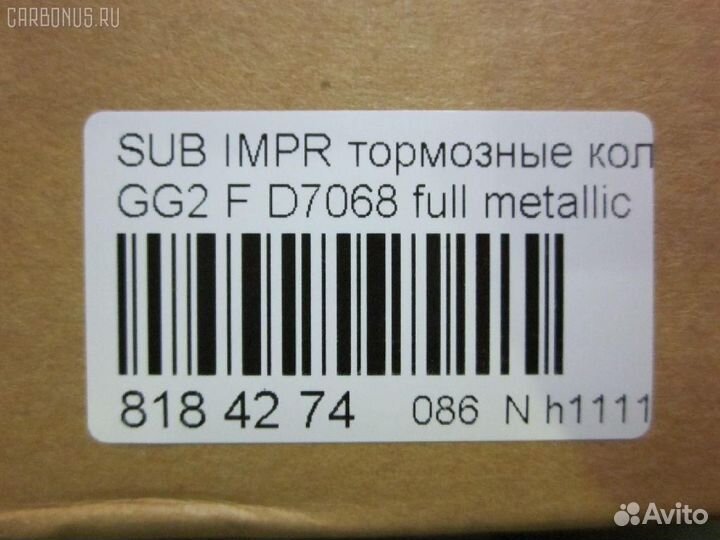 CARBONUS.RU
SUB IMPR тормозные кол
GG2 F D7068 full metallic
818 42 74 086 N h1111
Avito